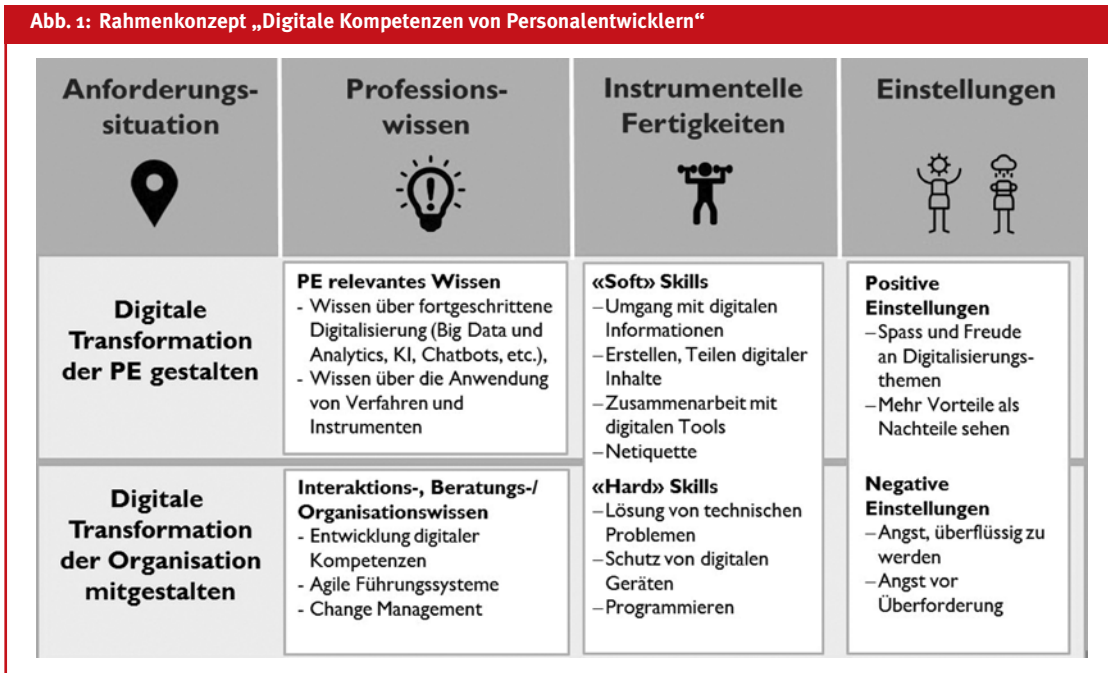 Abb. 1: Rahmenkonzept „Digitale Kompetenzen von Personalentwicklern“
Anforderungs-
situation
Professions-
wissen
Instrumentelle
Fertigkeiten
Einstellungen
Digitale
Transformation
der PE gestalten
PE relevantes Wissen
- Wissen über fortgeschrittene
Digitalisierung (Big Data und
Analytics, KI, Chatbots, etc.),
- Wissen über die Anwendung
von Verfahren und
Instrumenten
«Soft» Skills
–Umgang mit digitalen
Informationen
–Erstellen, Teilen digitaler
Inhalte
–Zusammenarbeit mit
digitalen Tools
–Netiquette
Positive
Einstellungen
–Spass und Freude
an Digitalisierungs-
themen
–Mehr Vorteile als
Nachteile sehen
Digitale
Transformation
der Organisation
mitgestalten
Interaktions-, Beratungs-/
Organisationswissen
- Entwicklung digitaler
Kompetenzen
- Agile Führungssysteme
- Change Management
«Hard» Skills
–Lösung von technischen
Problemen
–Schutz von digitalen
Geräten
–Programmieren
Negative
Einstellungen
–Angst, überflüssig zu
werden
–Angst vor
Überforderung